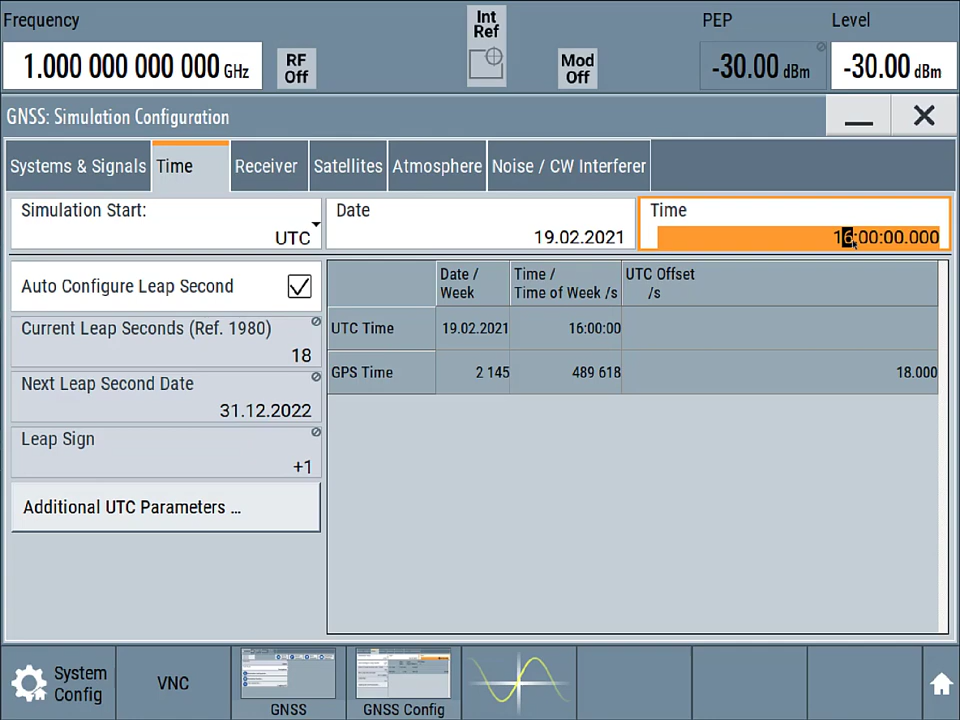 Frequency
Int
Ref
PEP
Level
1.000 000 000 000 GHz
RF
Off
Mod
Off
-30.00 dBm
-30.00 dBm
GNSS: Simulation Configuration
Systems & Signals
Time
Receiver
Satellites
Atmosphere
Noise / CW Interferer
Simulation Start:
UTC
Date
19.02.2021
Time
16:00:00.000
Auto Configure Leap Second
Current Leap Seconds (Ref. 1980)
18
Next Leap Second Date
31.12.2022
Leap Sign
+1
Additional UTC Parameters ...
Date /
Week
Time /
Time of Week /s
UTC Offset
/s
UTC Time
19.02.2021
16:00:00
GPS Time
2 145
489 618
18.000
System
Config
VNC
GNSS
GNSS Config